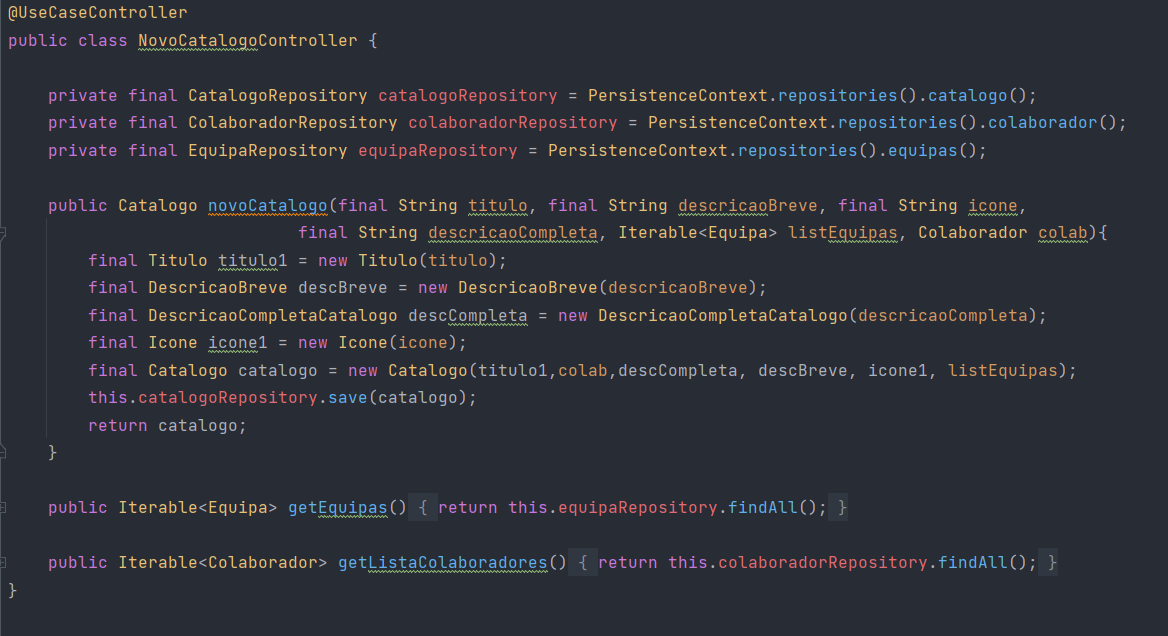 @UseCaseController
public class NovoCatalogoController {
private final CatalogoRepository catalogoRepository = PersistenceContext.repositories().catalogo();
private final ColaboradorRepository colaboradorRepository = PersistenceContext.repositories().colaborador();
private final EquipaRepository equipaRepository = PersistenceContext.repositories().equipas();
public Catalogo novoCatalogo(final String titulo, final String descricaoBreve, final String icone,
final String descricaoCompleta, Iterable<Equipa> listEquipas, Colaborador colab){
final Titulo titulo1 = new Titulo(titulo);
final DescricaoBreve descBreve = new DescricaoBreve(descricaoBreve);
final DescricaoCompletaCatalogo descCompleta = new DescricaoCompletaCatalogo(descricaoCompleta);
final Icone icone1 = new Icone(icone);
final Catalogo catalogo = new Catalogo(titulo1,colab,descCompleta, descBreve, icone1, listEquipas);
this.catalogoRepository.save(catalogo);
return catalogo;
}
public Iterable<Equipa> getEquipas() { return this.equipaRepository.findAll(); }
public Iterable<Colaborador> getListaColaboradores() { return this.colaboradorRepository.findAll(); }
}